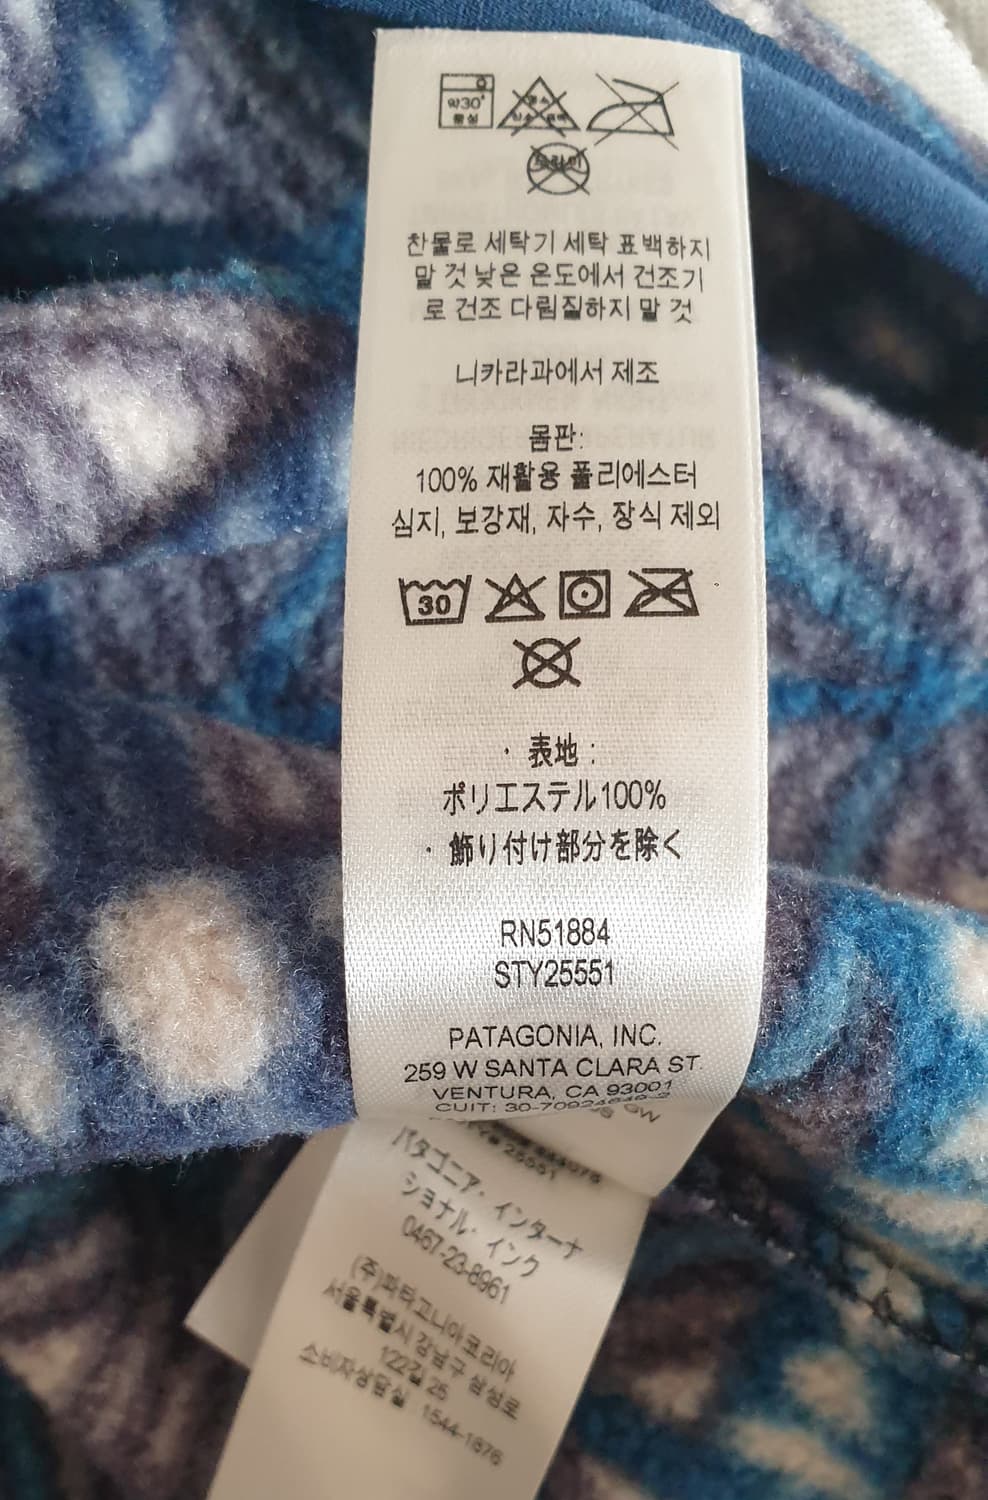 약30°
중성
찬물로 세탁기 세탁 표백하지
말 것 낮은 온도에서 건조기
로 건조 다림질하지 말 것
니카라과에서 제조
몸판:
100% 재활용 폴리에스터
심지, 보강재, 자수, 장식 제외
30
・表地 :
ポリエステル100%
・飾り付け部分を除く
RN51884
STY25551
PATAGONIA, INC.
259 W SANTA CLARA ST.
VENTURA, CA 93001
CUIT:
25551
パタゴニア・インターナ
ショナル・インク
0467-23-8961
(주)파타고니아코리아
서울특별시 강남구 삼성로
122길 25
소비자상담실 1544-1876